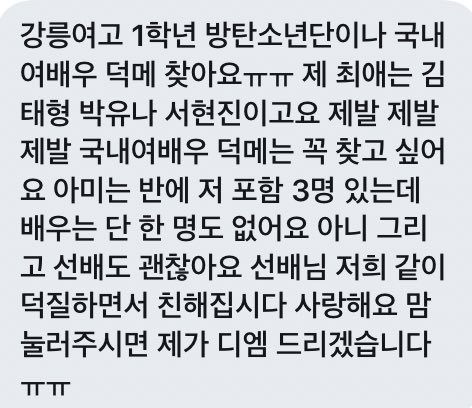 강릉여고 1학년 방탄소년단이나 국내
여배우 덕메 찾아요ㅠㅠ 제 최애는 김
태형 박유나 서현진이고요 제발 제발
제발 국내여배우 덕메는 꼭 찾고 싶어
요 아미는 반에 저 포함 3명 있는데
배우는 단 한 명도 없어요 아니 그리
고 선배도 괜찮아요 선배님 저희 같이
덕질하면서 친해집시다 사랑해요 맘
눌러주시면 제가 디엠 드리겠습니다
ㅠㅠ